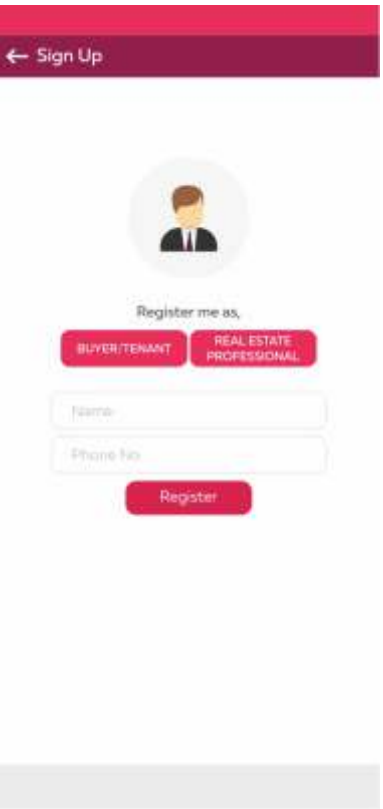 Sign Up
Register me as,
BUYER/TENANT
REAL ESTATE
PROFESSIONAL
Name
Phone No
Register